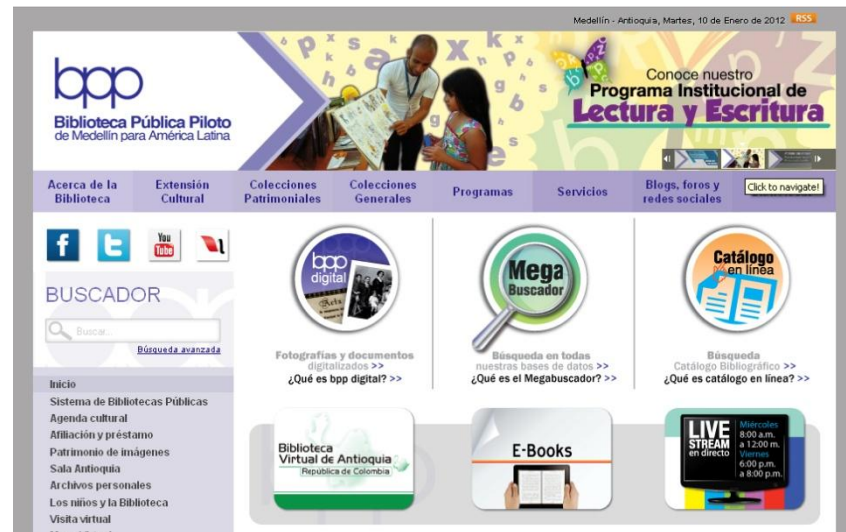 Medellín - Antioquia, Martes, 10 de Enero de 2012 RSS
bpp
Biblioteca Pública Piloto
de Medellín para América Latina
Conoce nuestro
Programa Institucional de
Lectura y Escritura
Acerca de la
Biblioteca
Extensión
Cultural
Colecciones
Patrimoniales
Colecciones
Generales
Programas
Servicios
Blogs, foros y
redes sociales
Click to navigate!
f
t
You
Tube
BUSCADOR
Buscar...
Búsqueda avanzada
Inicio
Sistema de Bibliotecas Públicas
Agenda cultural
Afiliación y préstamo
Patrimonio de imágenes
Sala Antioquia
Archivos personales
Los niños y la Biblioteca
Visita virtual
bpp
digital
Fotografías y documentos
digitalizados >>
¿Qué es bpp digital? >>
Mega
Buscador
Búsqueda en todas
nuestras bases de datos >>
¿Qué es el Megabuscador? >>
Catálogo
en línea
Búsqueda
Catálogo Bibliográfico >>
¿Qué es catálogo en línea? >>
Biblioteca
Virtual de Antioquia
República de Colombia
E-Books
LIVE
STREAM
en directo
Miércoles
8:00 a.m.
a 12:00 m.
Viernes
6:00 p.m.
a 8:00 p.m.